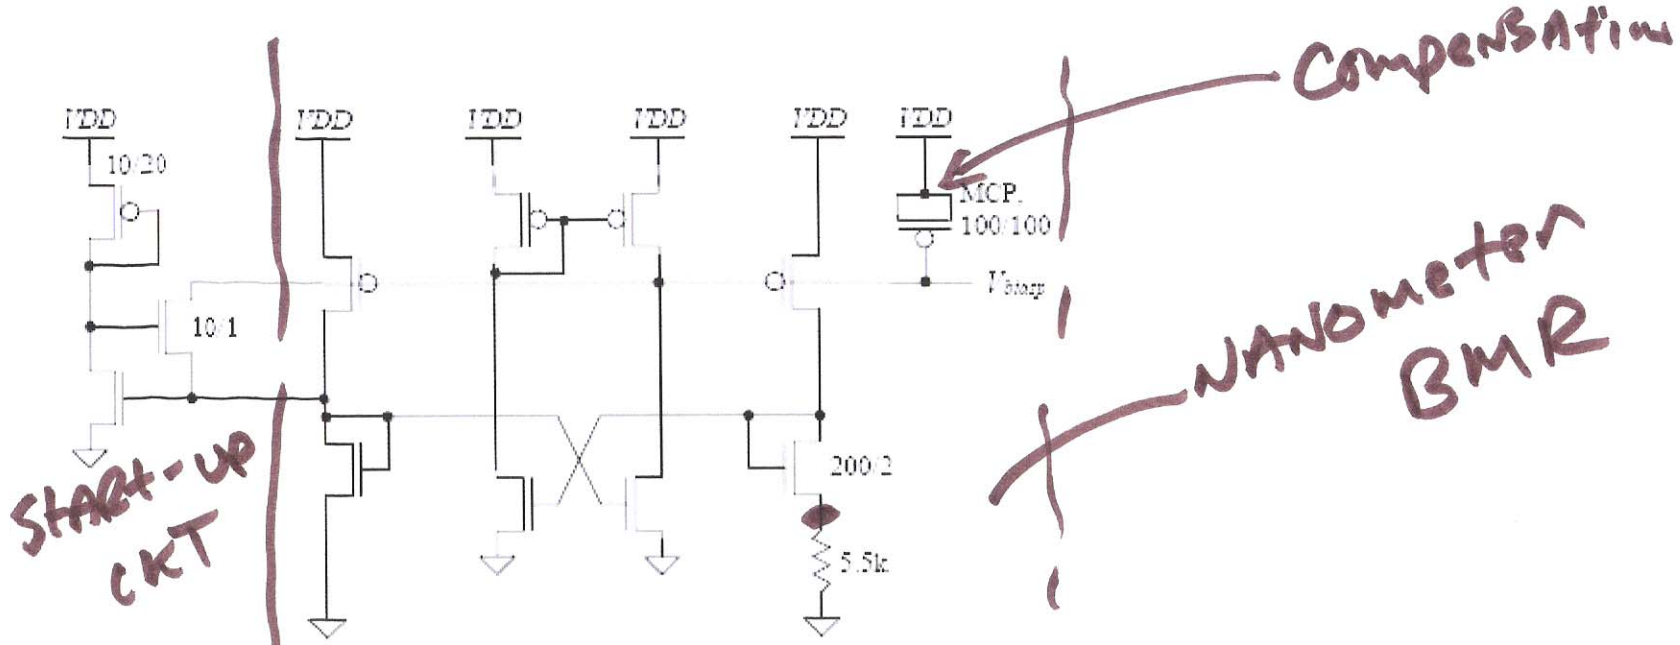 Compensation
VDD VDD VDD VDD VDD VDD
10/20
MCP.
100/100
Vbiasp
10/1
NANOMETER
BMR
START-UP
CKT
200/2
5.5k